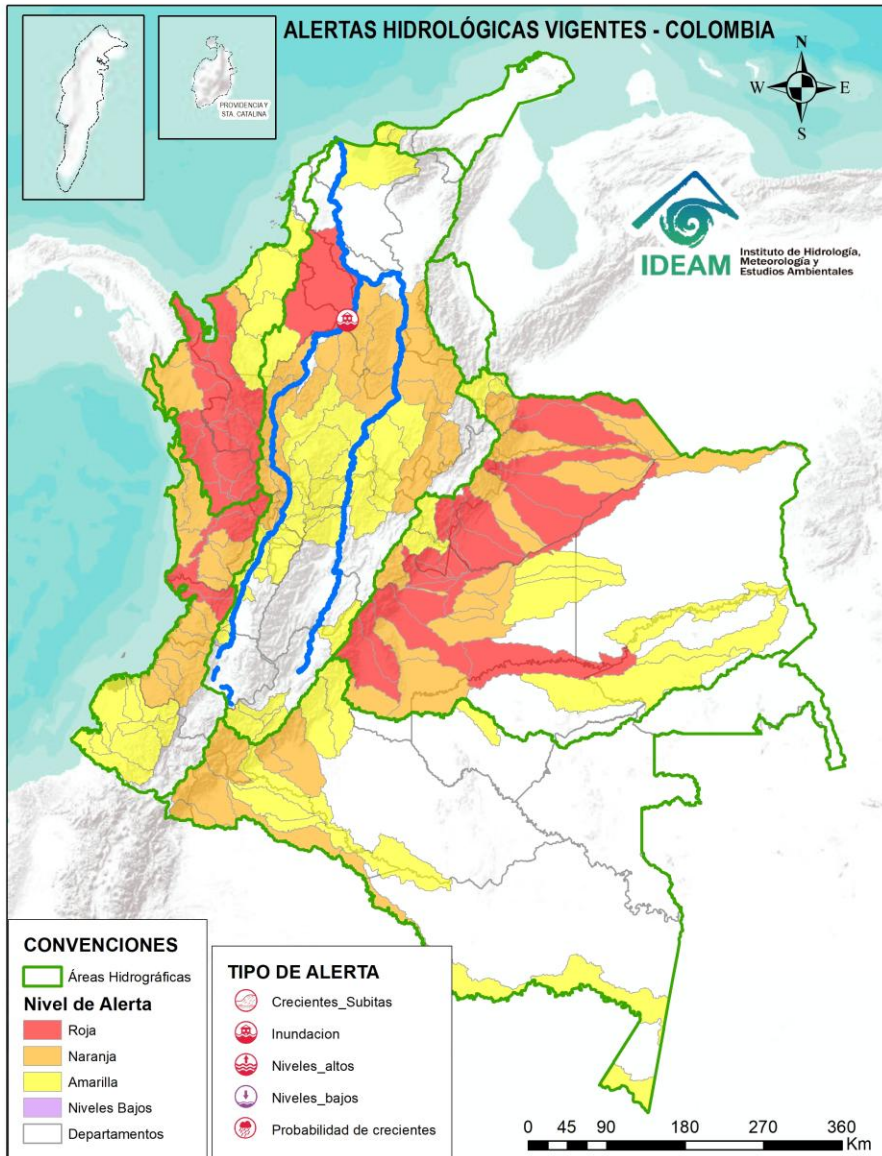 ALERTAS HIDROLÓGICAS VIGENTES - COLOMBIA
PROVIDENCIA Y
STA. CATALINA
N
W
E
S
IDEAM
Instituto de Hidrología,
Meteorología y
Estudios Ambientales
CONVENCIONES
Áreas Hidrográficas
Nivel de Alerta
Roja
Naranja
Amarilla
Niveles Bajos
Departamentos
TIPO DE ALERTA
Crecientes_Subitas
Inundacion
Niveles_altos
Niveles_bajos
Probabilidad de crecientes
0 45 90 180 270 360
Km